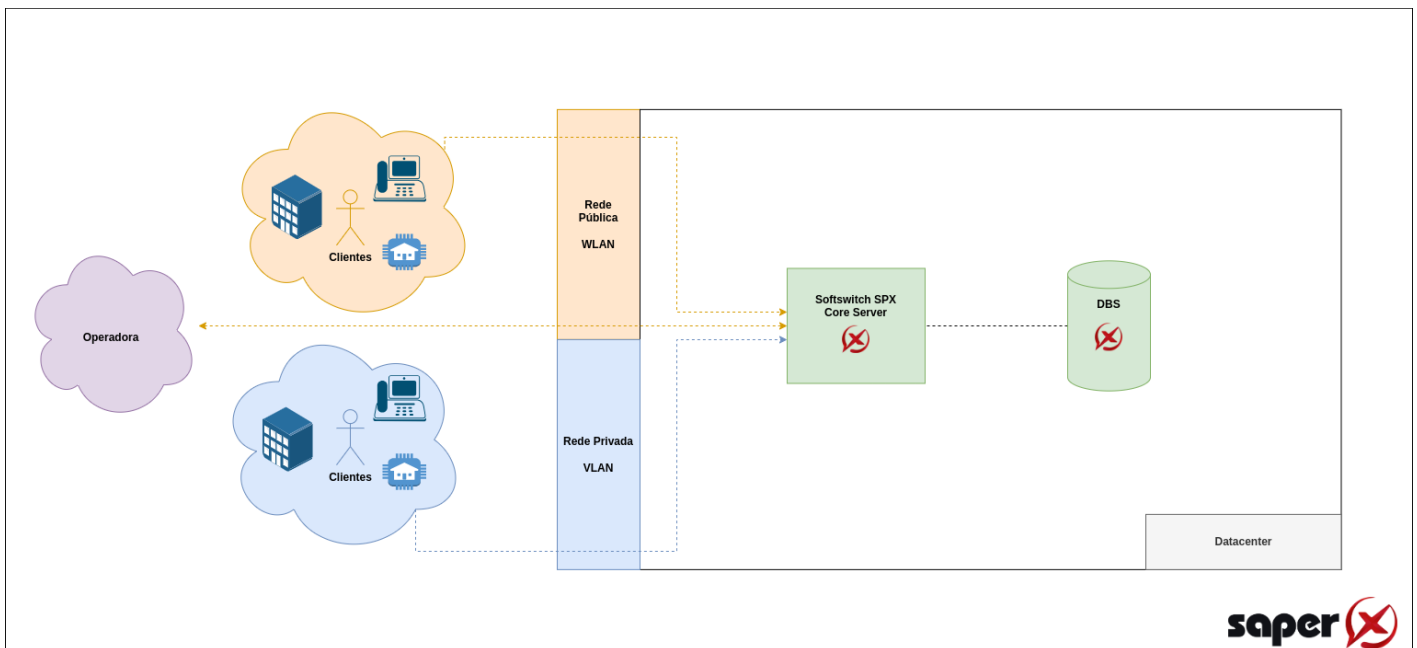 Operadora
Clientes
Clientes
Rede
Pública
WLAN
Rede Privada
VLAN
Softswitch SPX
Core Server
DBS
Datacenter
saper X